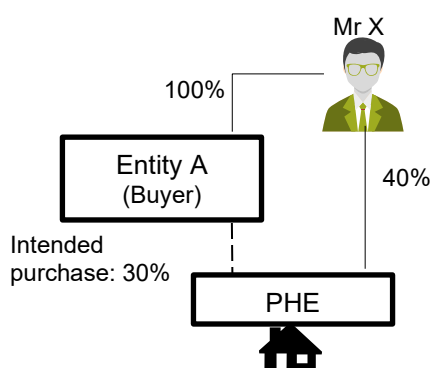 Mr X
100%
Entity A
(Buyer)
40%
Intended
purchase: 30%
PHE